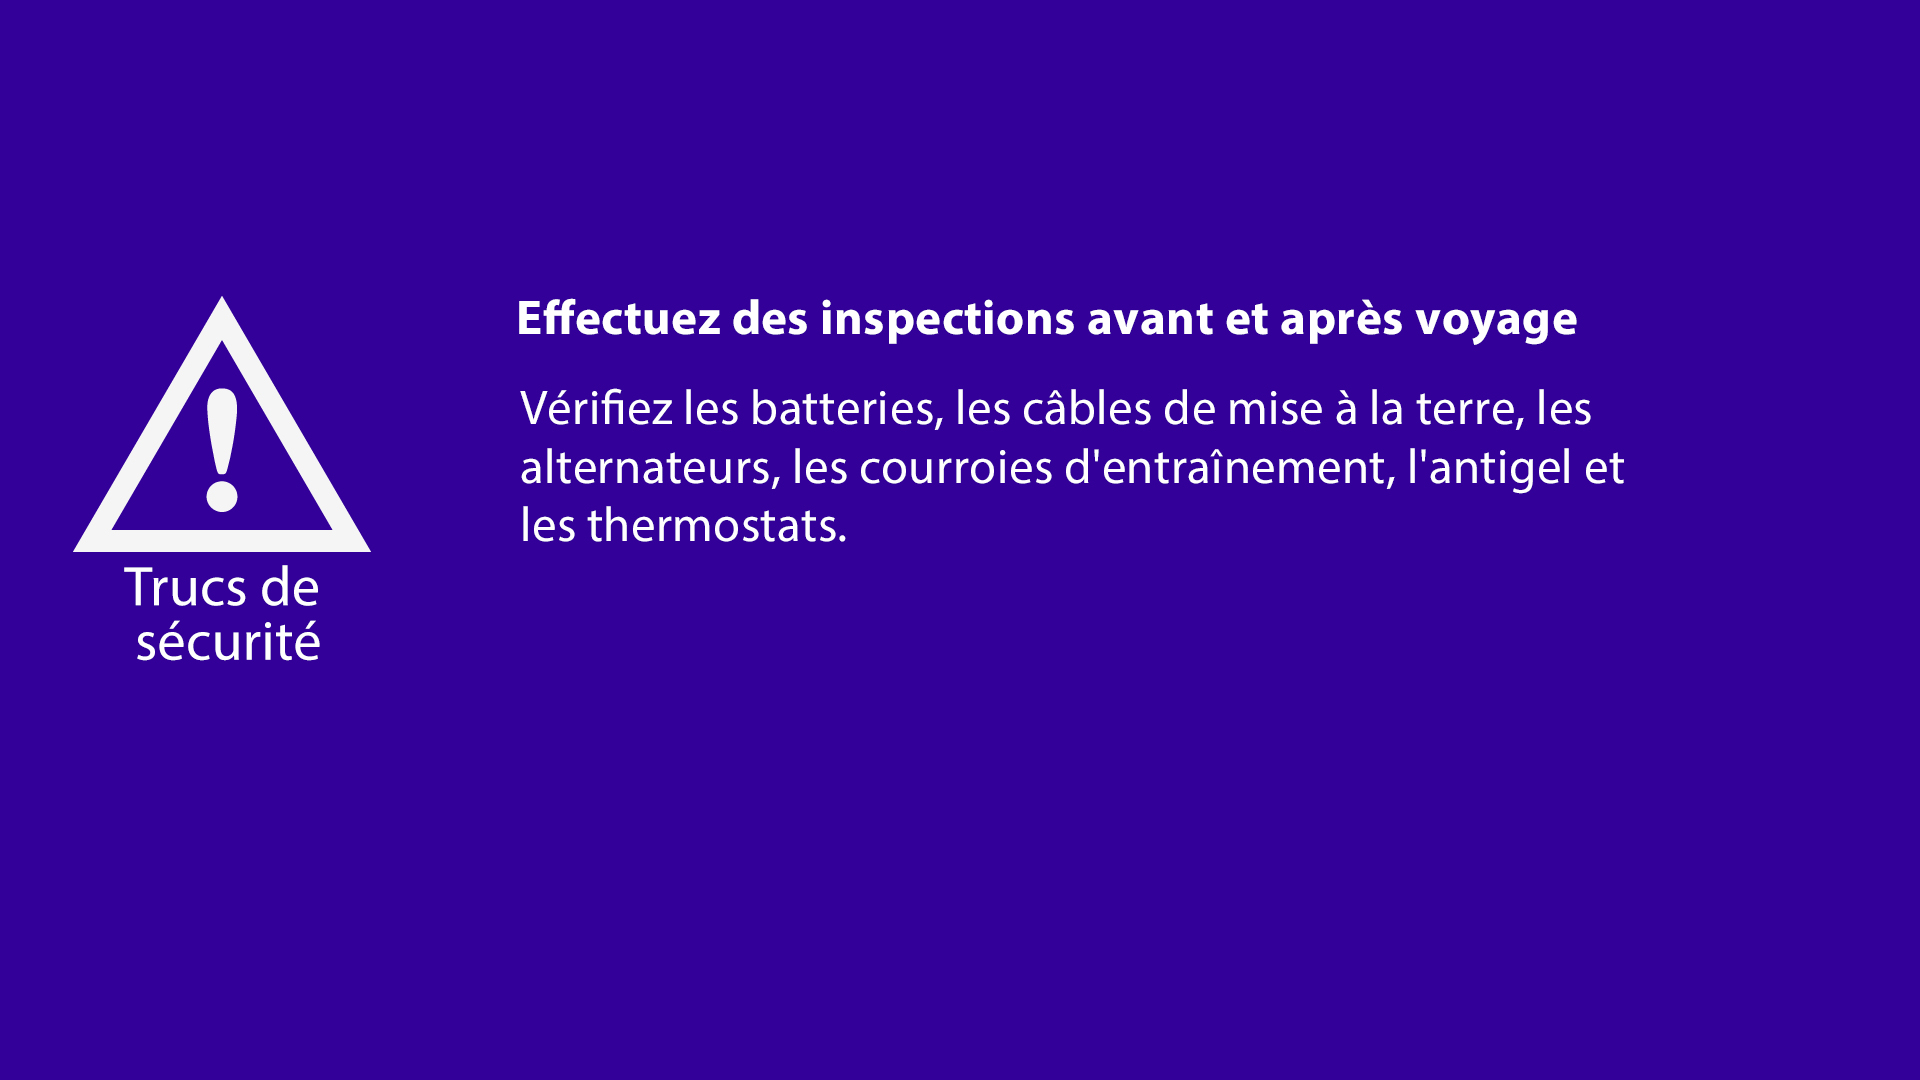 Effectuez des inspections avant et après voyage
Vérifiez les batteries, les câbles de mise à la terre, les
alternateurs, les courroies d'entraînement, l'antigel et
les thermostats.
Trucs de
sécurité